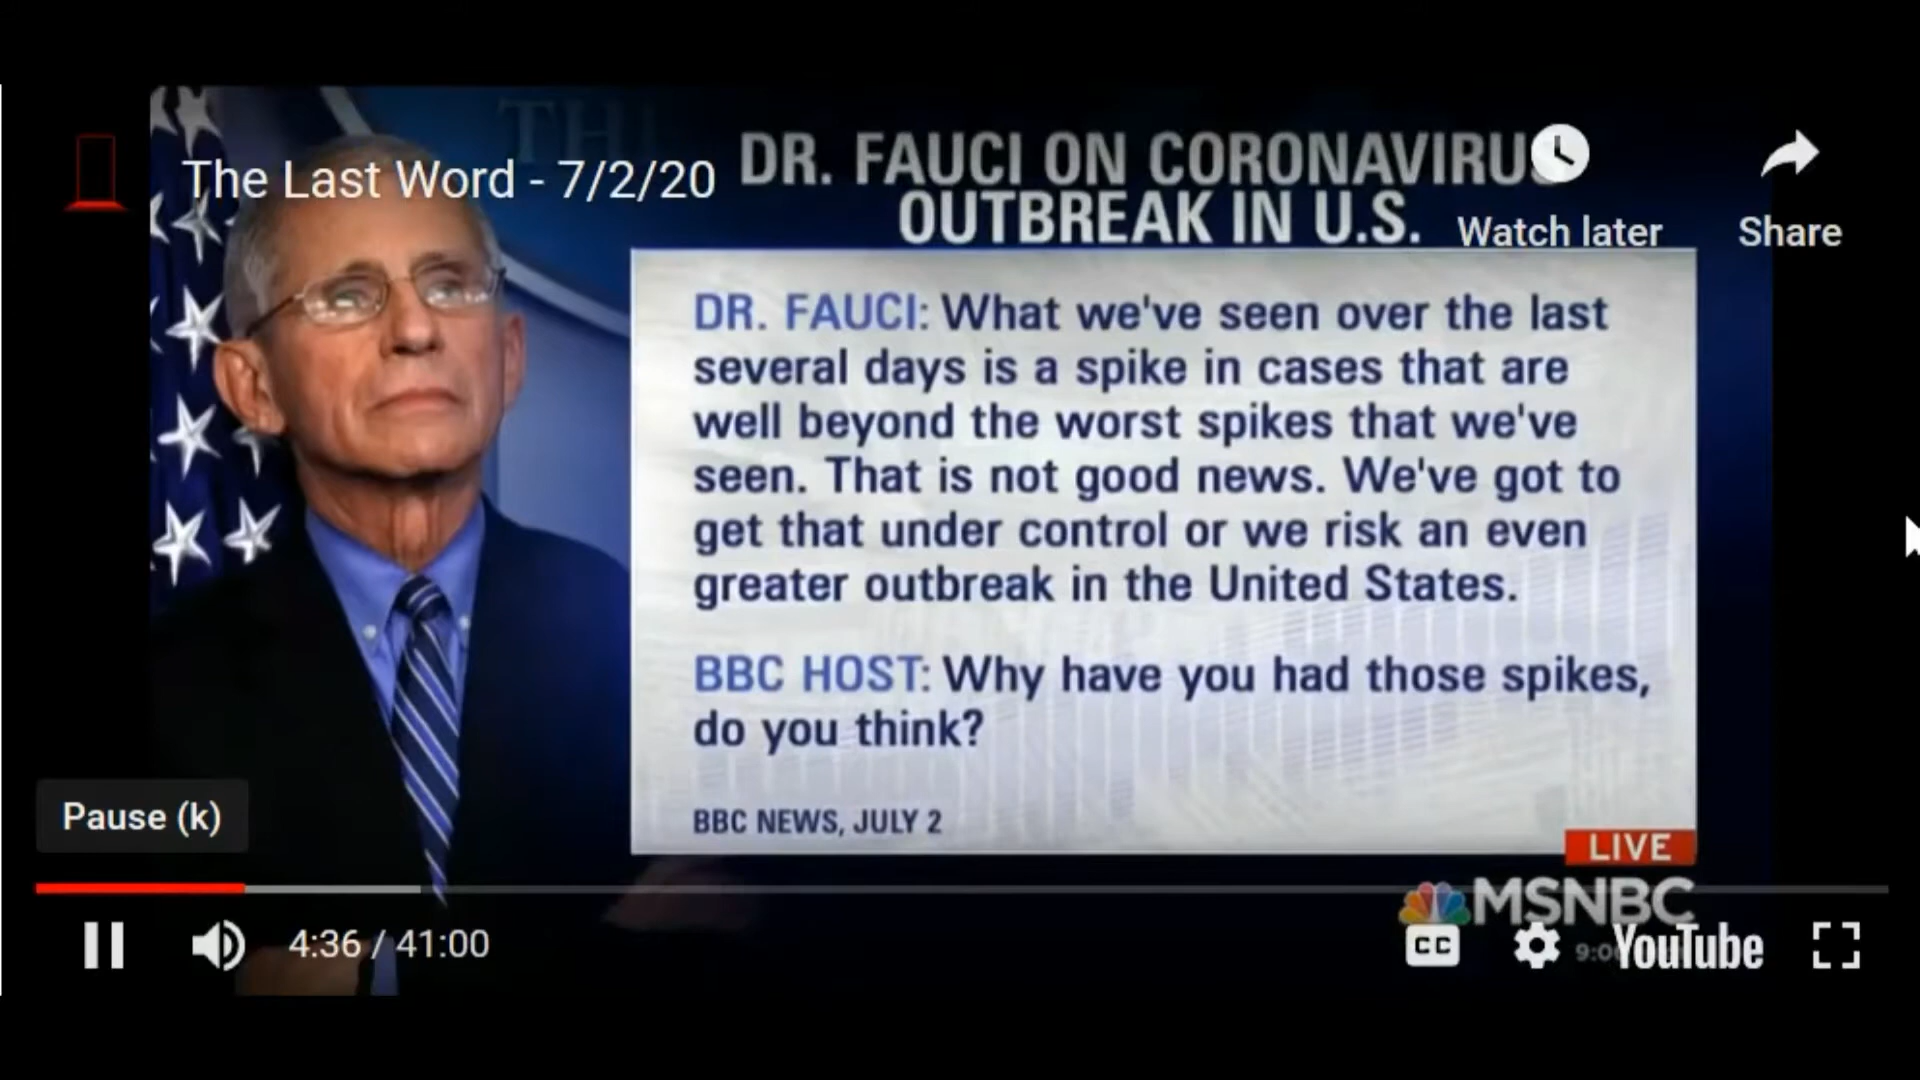 THE
The Last Word - 7/2/20
DR. FAUCI ON CORONAVIRUS
OUTBREAK IN U.S.
Watch later
Share
DR. FAUCI: What we've seen over the last
several days is a spike in cases that are
well beyond the worst spikes that we've
seen. That is not good news. We've got to
get that under control or we risk an even
greater outbreak in the United States.
BBC HOST: Why have you had those spikes,
do you think?
BBC NEWS, JULY 2
Pause (k)
LIVE
MSNBC
4:36 / 41:00
CC
YouTube